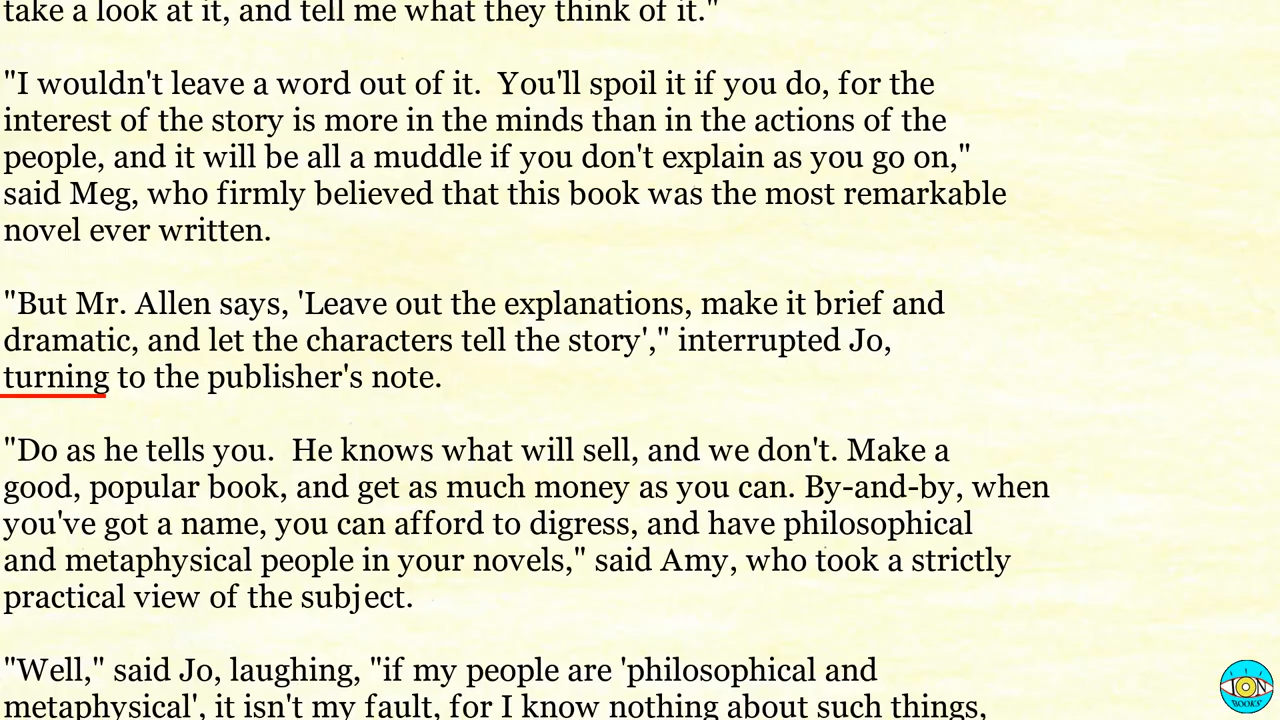 take a look at it, and tell me what they think of it."
"I wouldn't leave a word out of it.  You'll spoil it if you do, for the
interest of the story is more in the minds than in the actions of the
people, and it will be all a muddle if you don't explain as you go on,"
said Meg, who firmly believed that this book was the most remarkable
novel ever written.
"But Mr. Allen says, 'Leave out the explanations, make it brief and
dramatic, and let the characters tell the story'," interrupted Jo,
turning to the publisher's note.
"Do as he tells you.  He knows what will sell, and we don't. Make a
good, popular book, and get as much money as you can. By-and-by, when
you've got a name, you can afford to digress, and have philosophical
and metaphysical people in your novels," said Amy, who took a strictly
practical view of the subject.
"Well," said Jo, laughing, "if my people are 'philosophical and
metaphysical', it isn't my fault, for I know nothing about such things,
ION
BOOKS